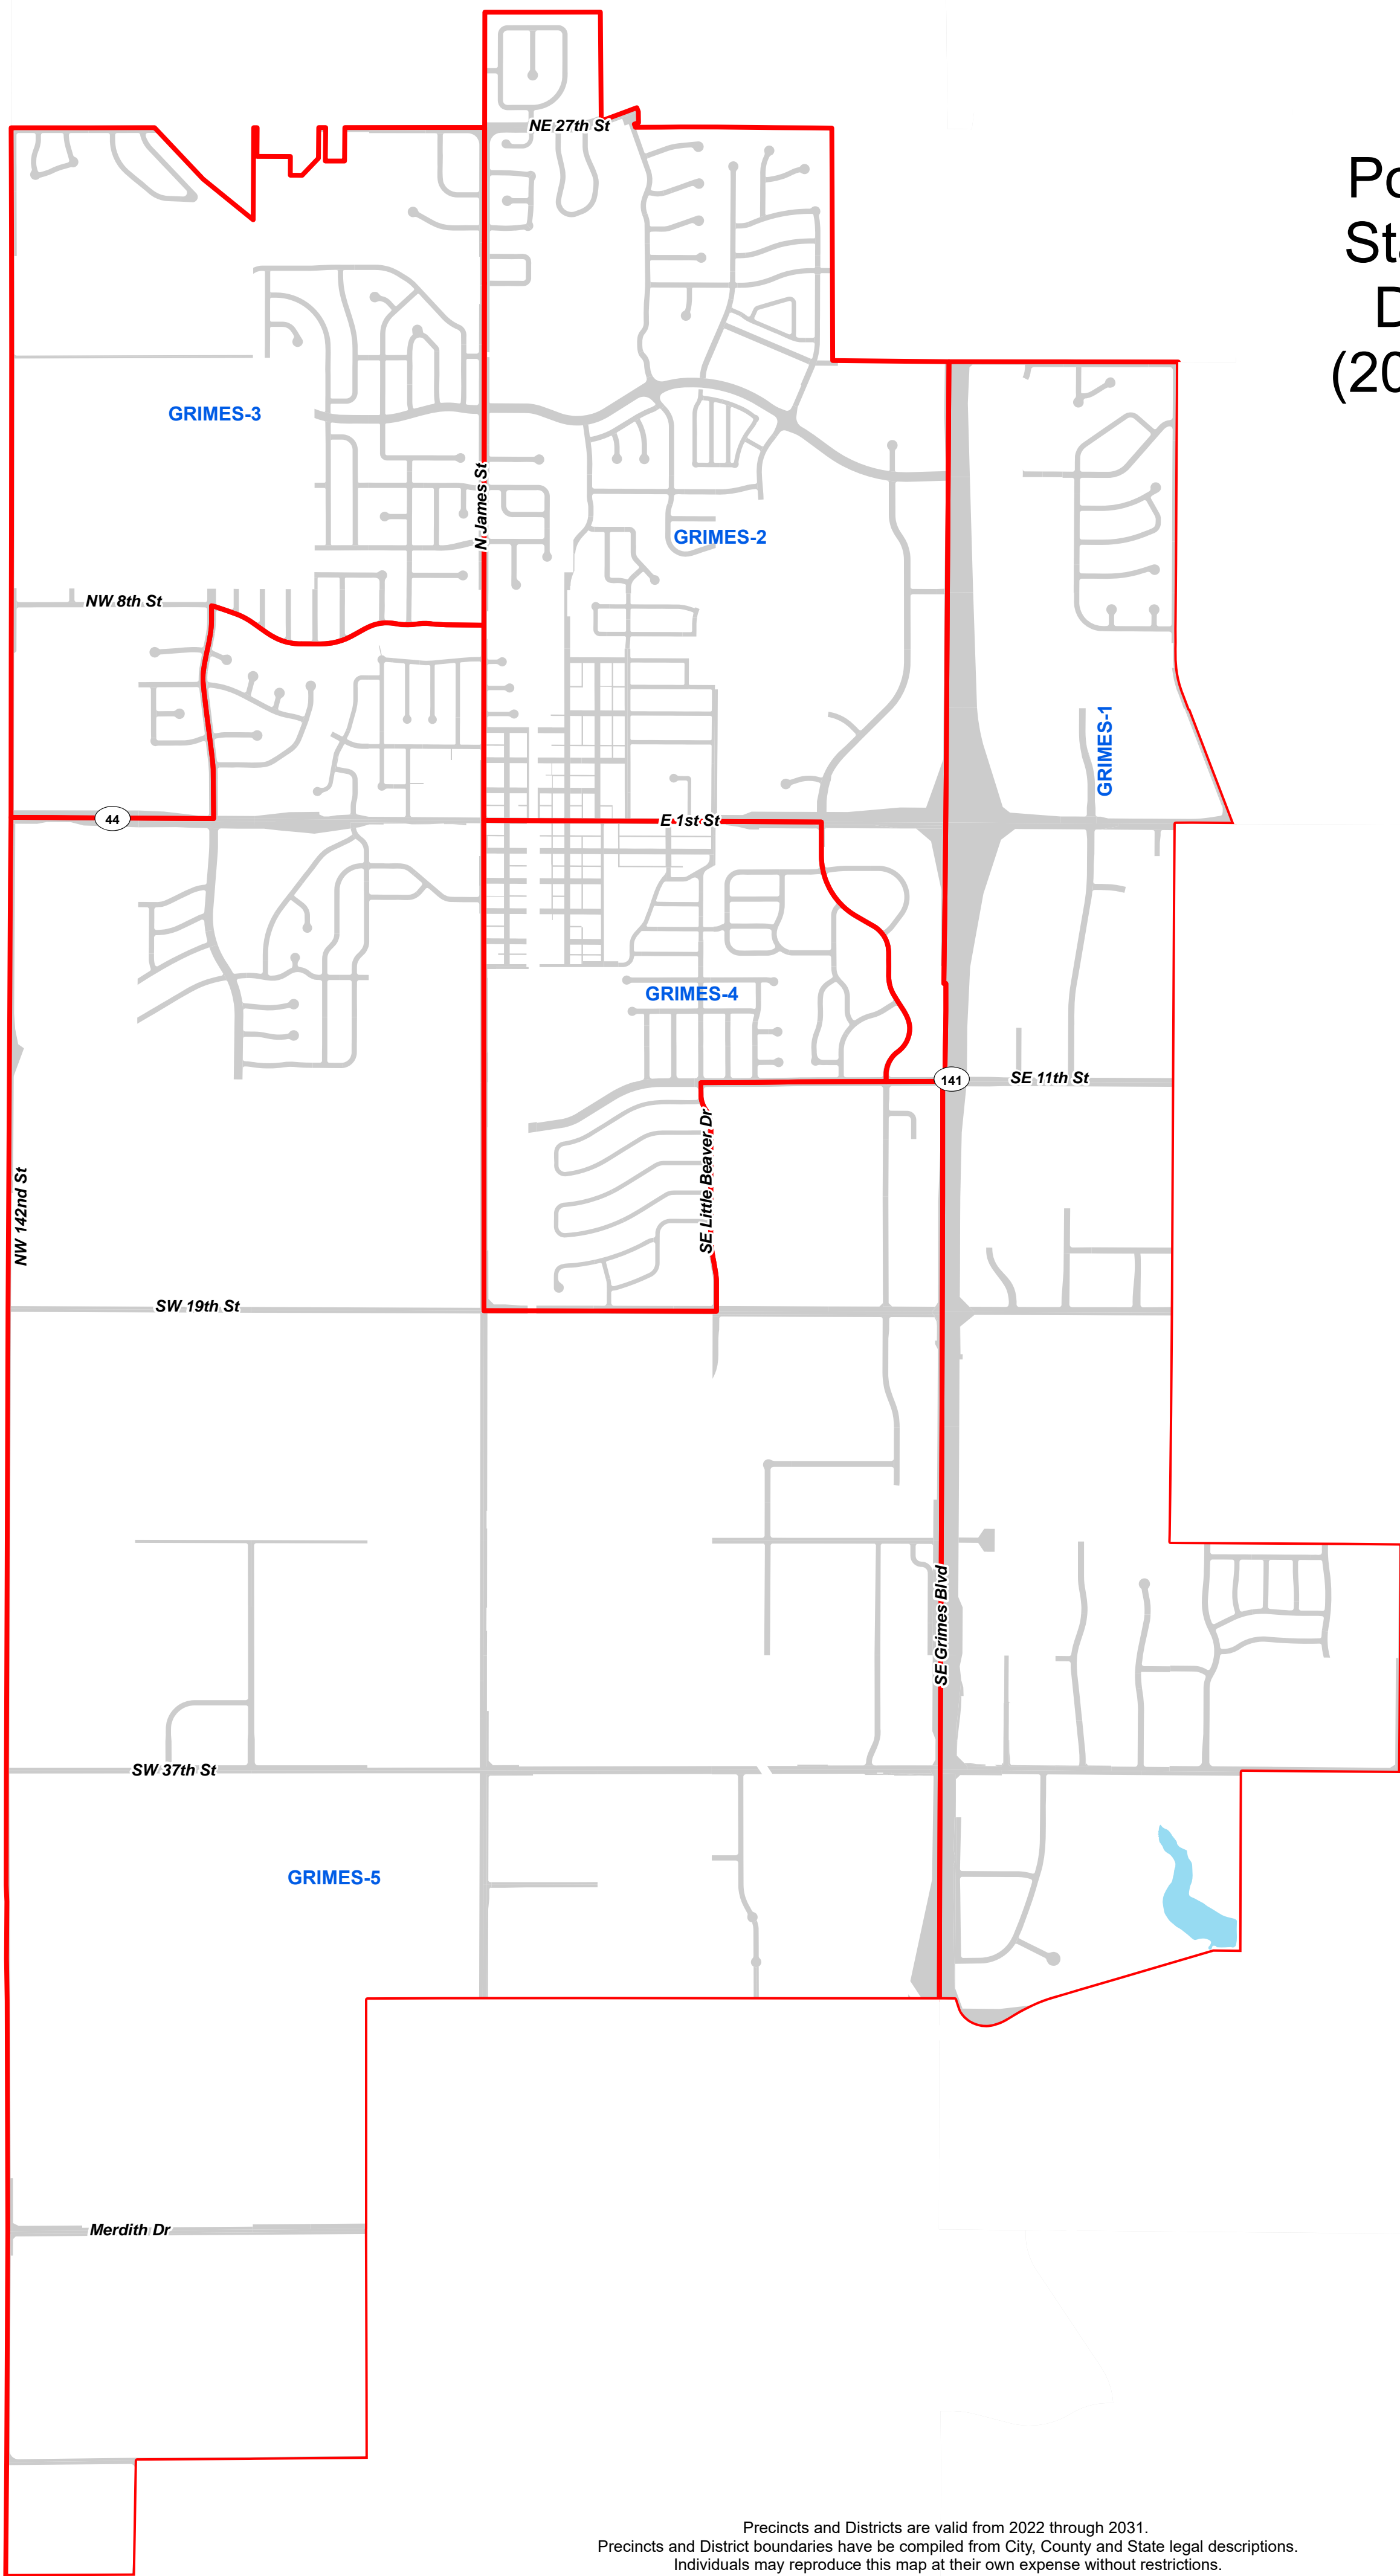 NE 27th St
GRIMES-3
N James St
GRIMES-2
NW 8th St
GRIMES-1
44
E 1st St
GRIMES-4
141
SE 11th St
SE Little Beaver Dr
NW 142nd St
SW 19th St
SE Grimes Blvd
SW 37th St
GRIMES-5
Merdith Dr
(20
Precincts and Districts are valid from 2022 through 2031.
Precincts and District boundaries have be compiled from City, County and State legal descriptions.
Individuals may reproduce this map at their own expense without restrictions.